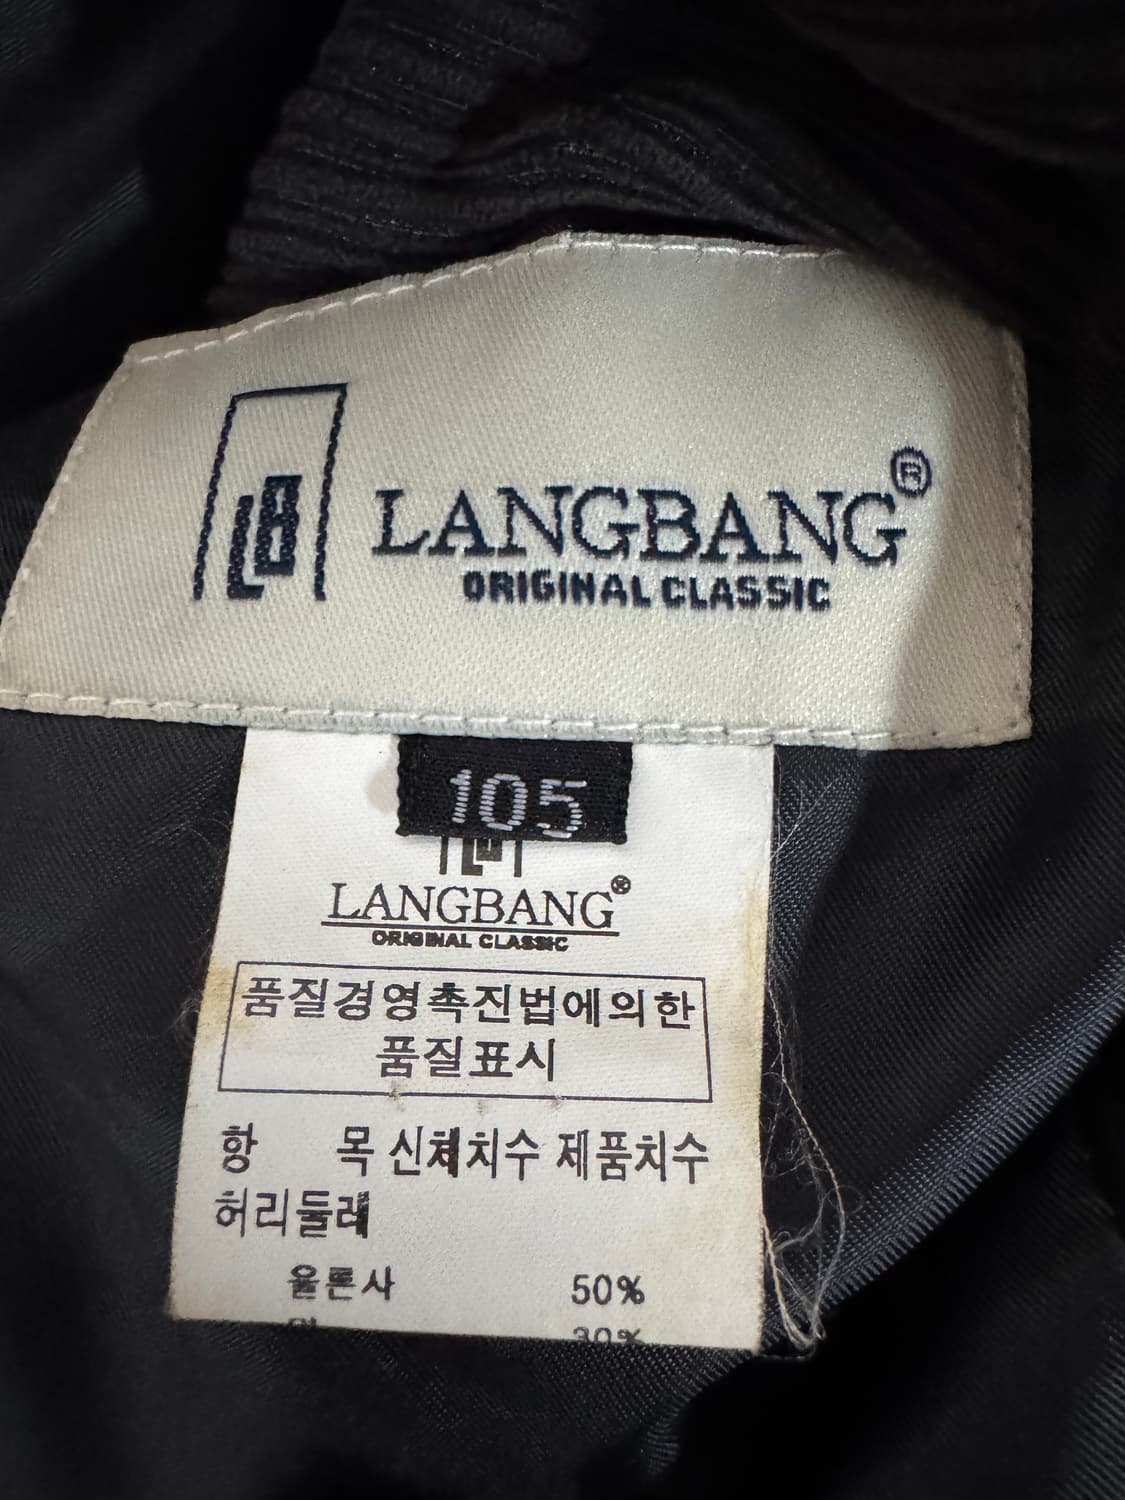 LB
LANGBANG®
ORIGINAL CLASSIC
105
LANGBANG®
ORIGINAL CLASSIC
품질경영촉진법에의한
품질표시
항 목 신체치수 제품치수
허리둘레
울론사 50%
30%